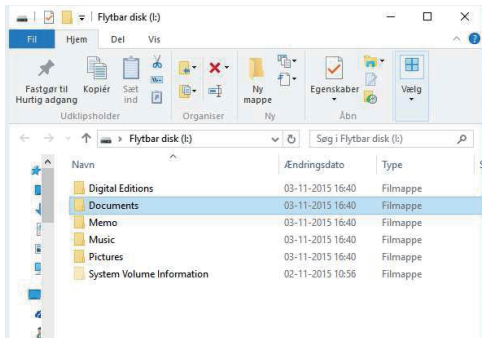 Flytbar disk (I:)
Fil Hjem Del Vis
Fastgør til Hurtig adgang
Kopiér
Sæt ind
Ny mappe
Egenskaber
Vælg
Udklipsholder Organiser Ny Åbn
Flytbar disk (I:) Søg i Flytbar disk (I:)
Navn Ændringsdato Type
Digital Editions 03-11-2015 16:40 Filmappe
Documents 03-11-2015 16:40 Filmappe
Memo 03-11-2015 16:40 Filmappe
Music 03-11-2015 16:40 Filmappe
Pictures 03-11-2015 16:40 Filmappe
System Volume Information 02-11-2015 10:56 Filmappe